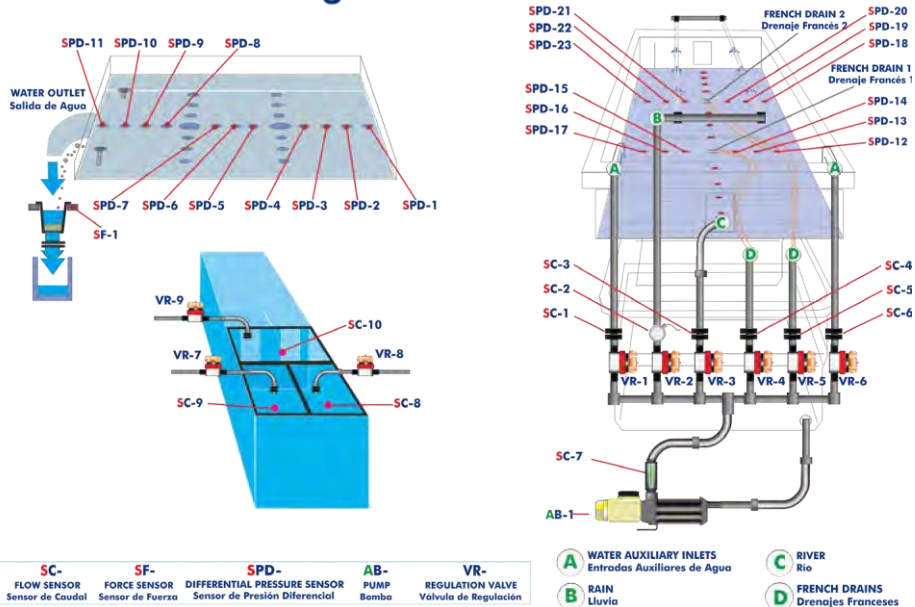 SPD-11 SPD-10 SPD-9 SPD-8
WATER OUTLET
Salida de Agua
SPD-7 SPD-6 SPD-5 SPD-4 SPD-3 SPD-2 SPD-1
SF-1
VR-9
SC-10
VR-7
VR-8
SC-9
SC-8
SPD-21
SPD-22
SPD-23
FRENCH DRAIN 2
Drenaje Francés 2
SPD-20
SPD-19
SPD-18
FRENCH DRAIN 1
Drenaje Francés 1
SPD-15
SPD-16
SPD-17
SPD-14
SPD-13
SPD-12
B
A
A
C
D
D
SC-3
SC-2
SC-1
SC-4
SC-5
SC-6
VR-1 VR-2 VR-3 VR-4 VR-5 VR-6
SC-7
AB-1
SC-
FLOW SENSOR
Sensor de Caudal
SF-
FORCE SENSOR
Sensor de Fuerza
SPD-
DIFFERENTIAL PRESSURE SENSOR
Sensor de Presión Diferencial
AB-
PUMP
Bomba
VR-
REGULATION VALVE
Válvula de Regulación
A WATER AUXILIARY INLETS
Entradas Auxiliares de Agua
B RAIN
Lluvia
C RIVER
Río
D FRENCH DRAINS
Drenajes Franceses